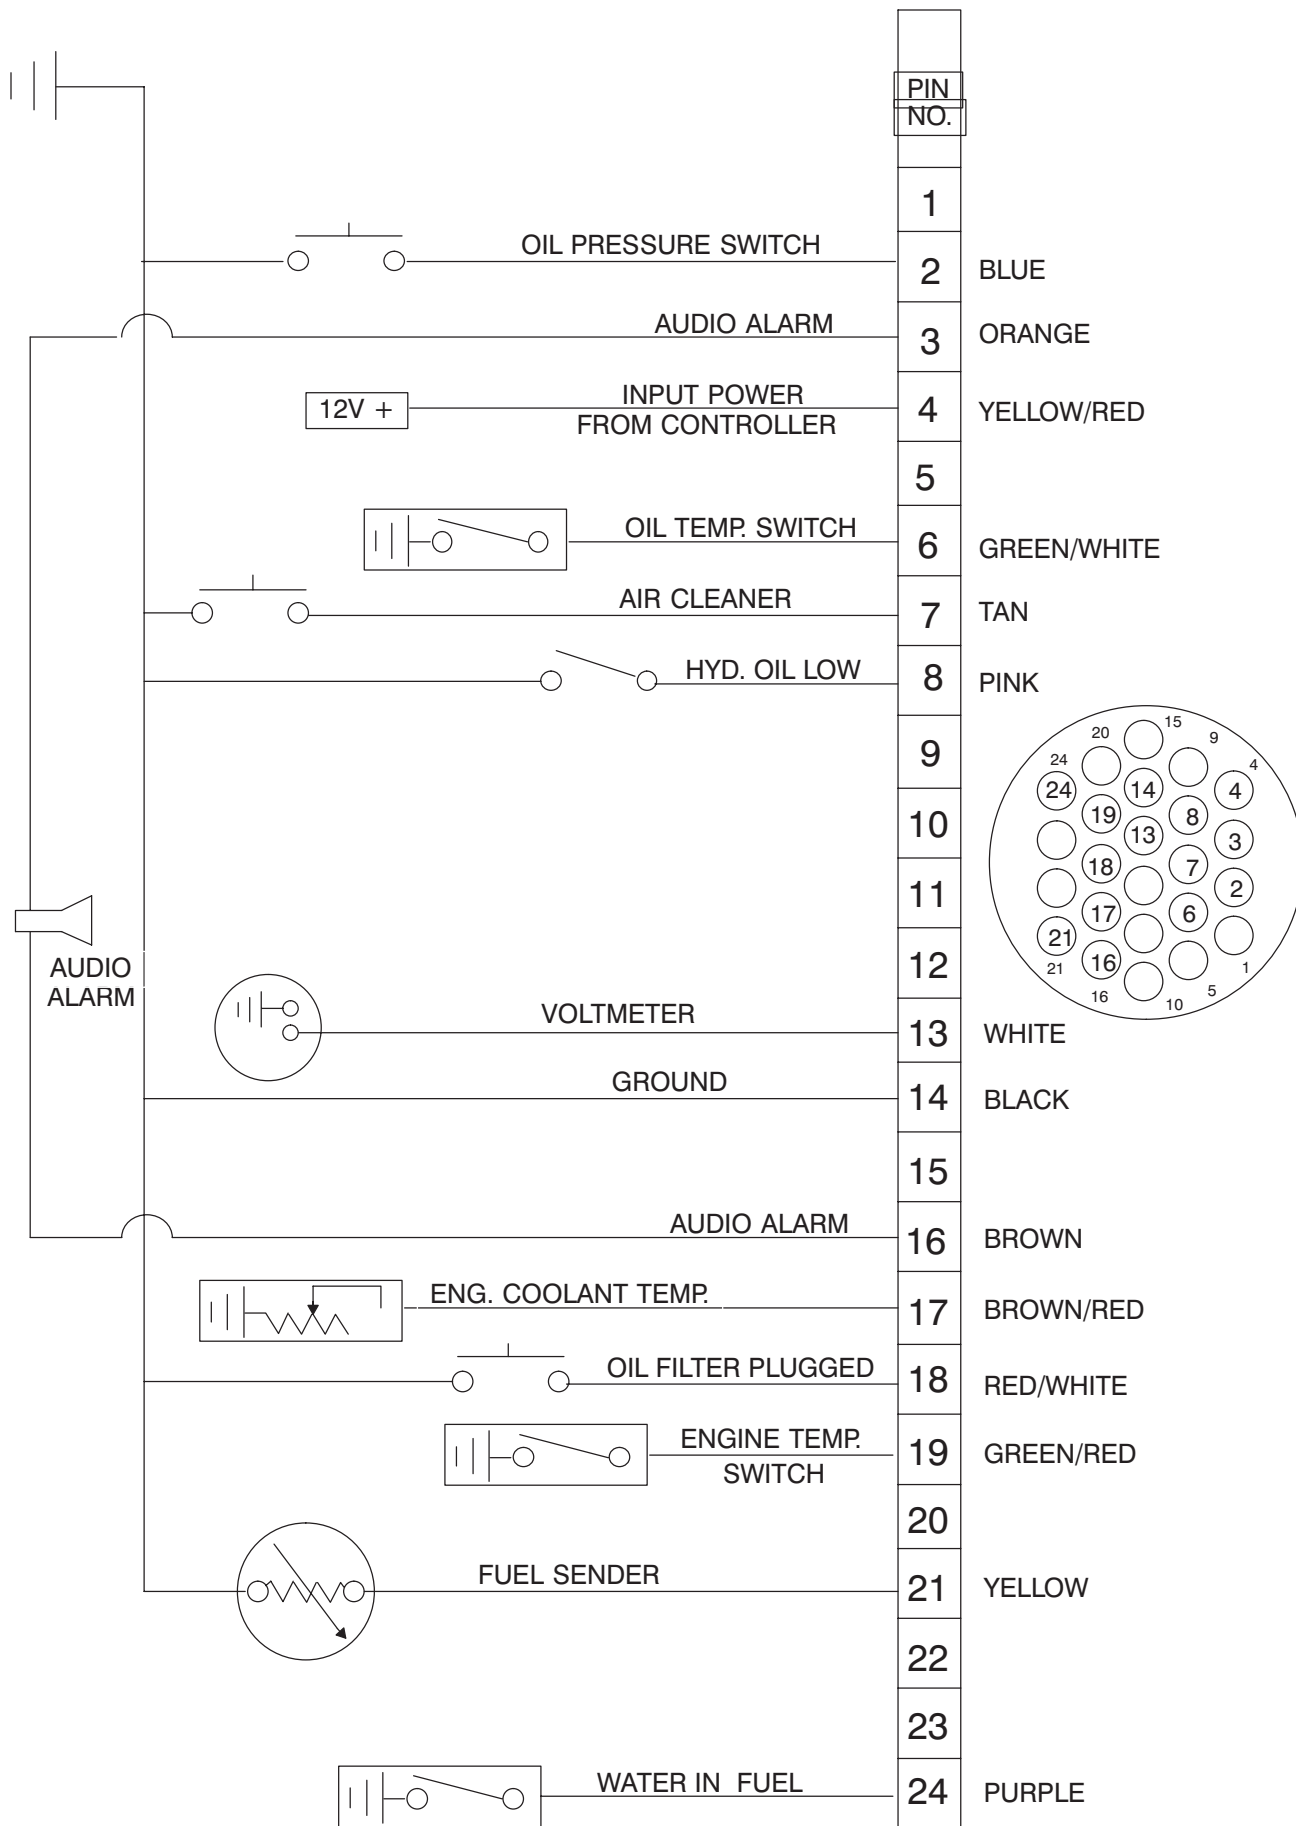 PIN
NO.
1
OIL PRESSURE SWITCH
2 BLUE
AUDIO ALARM
3 ORANGE
12V +
INPUT POWER
FROM CONTROLLER
4 YELLOW/RED
5
OIL TEMP. SWITCH
6 GREEN/WHITE
AIR CLEANER
7 TAN
HYD. OIL LOW
8 PINK
9
10
11
12
AUDIO
ALARM
VOLTMETER
13 WHITE
GROUND
14 BLACK
15
AUDIO ALARM
16 BROWN
ENG. COOLANT TEMP.
17 BROWN/RED
OIL FILTER PLUGGED
18 RED/WHITE
ENGINE TEMP.
SWITCH
19 GREEN/RED
20
FUEL SENDER
21 YELLOW
22
23
WATER IN FUEL
24 PURPLE
15
20 9
24 4
24 14 4
19 8
13 3
18 7
2
17 6
21
16
21 1
16 10 5